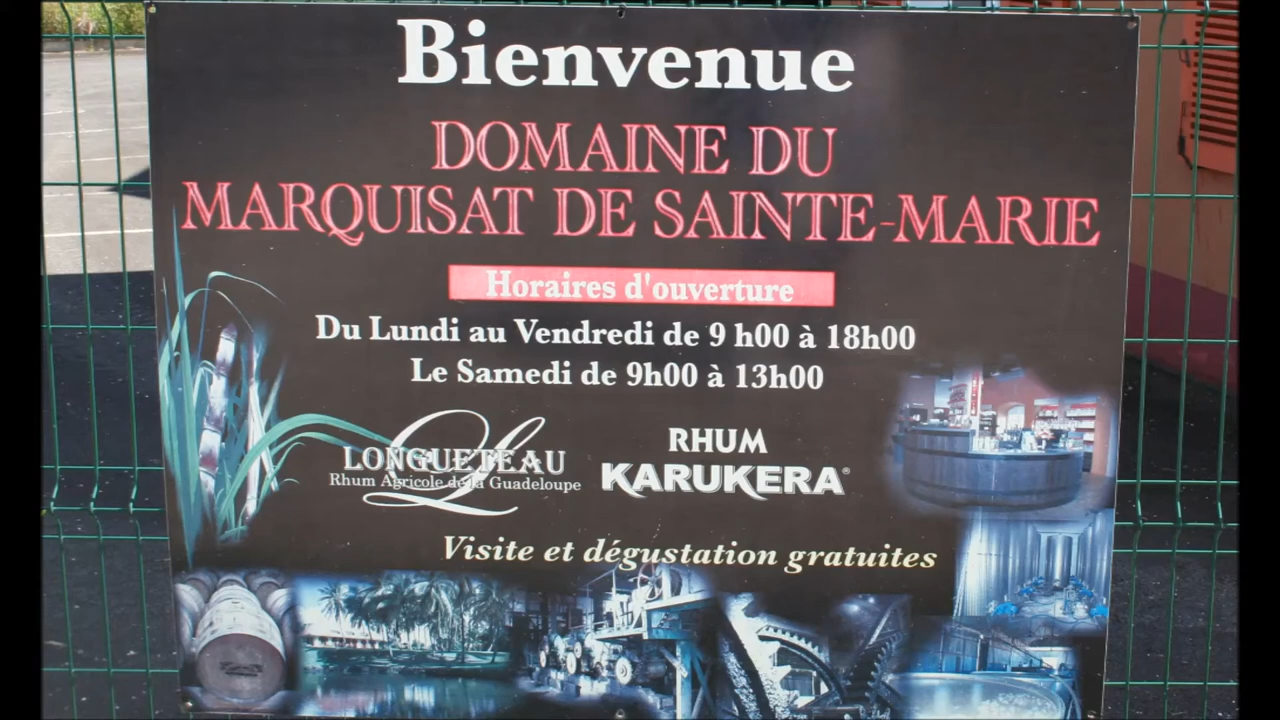 Bienvenue
DOMAINE DU
MARQUISAT DE SAINTE-MARIE
Horaires d'ouverture
Du Lundi au Vendredi de 9 h00 à 18h00
Le Samedi de 9h00 à 13h00
LONGUETEAU
Rhum Agricole de la Guadeloupe
RHUM
KARUKERA®
Visite et dégustation gratuites